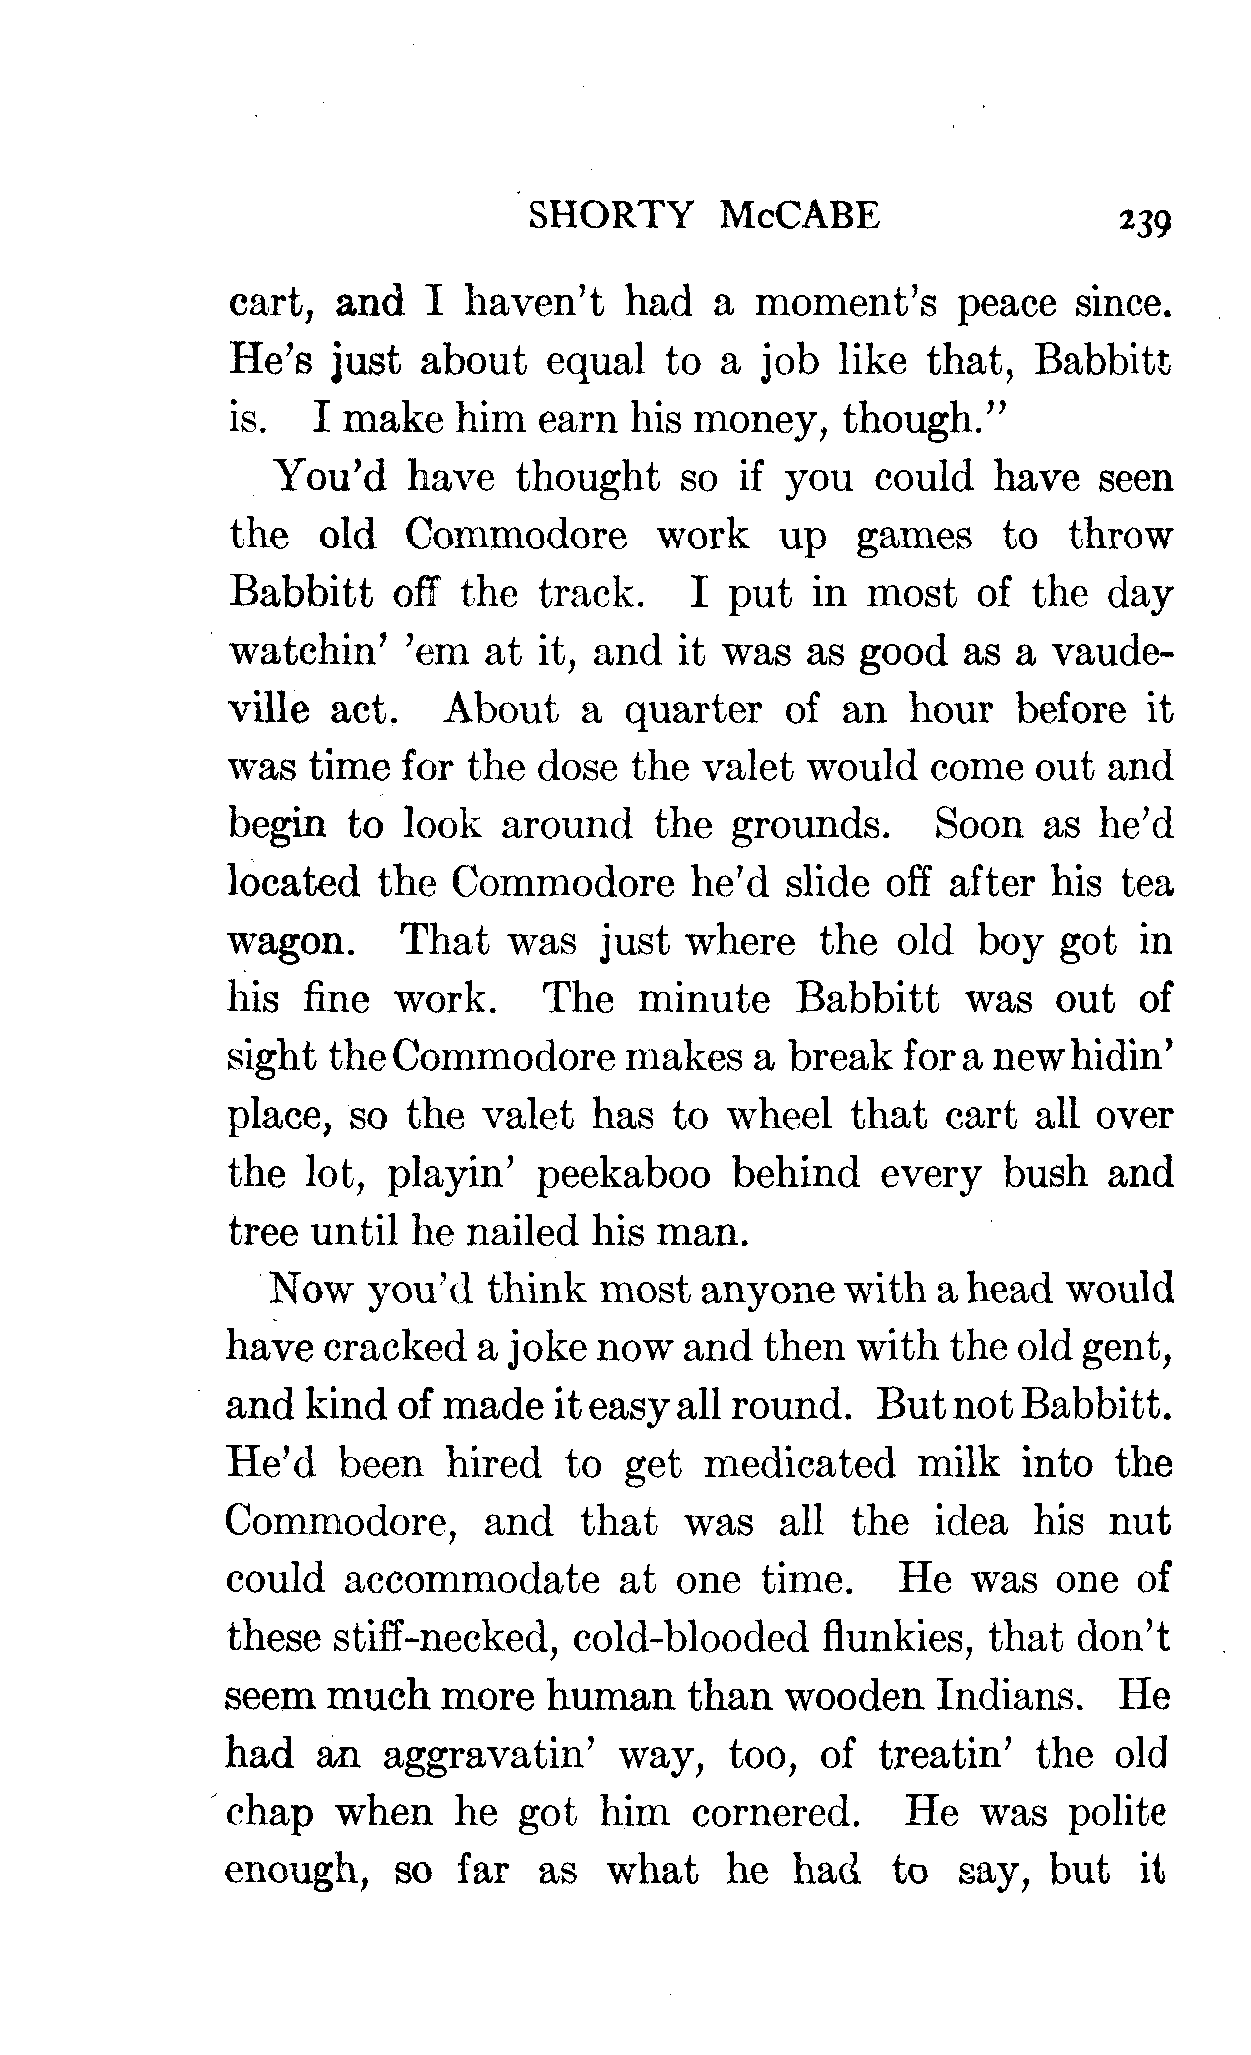 SHORTY McCABE 239
cart, and I haven't had a moment's peace since.
He's just about equal to a job like that, Babbitt
is. I make him earn his money, though."
You'd have thought so if you could have seen
the old Commodore work up games to throw
Babbitt off the track. I put in most of the day
watchin' 'em at it, and it was as good as a vaude-
ville act. About a quarter of an hour before it
was time for the dose the valet would come out and
begin to look around the grounds. Soon as he'd
located the Commodore he'd slide off after his tea
wagon. That was just where the old boy got in
his fine work. The minute Babbitt was out of
sight the Commodore makes a break for a new hidin'
place, so the valet has to wheel that cart all over
the lot, playin' peekaboo behind every bush and
tree until he nailed his man.
Now you'd think most anyone with a head would
have cracked a joke now and then with the old gent,
and kind of made it easy all round. But not Babbitt.
He'd been hired to get medicated milk into the
Commodore, and that was all the idea his nut
could accommodate at one time. He was one of
these stiff-necked, cold-blooded flunkies, that don't
seem much more human than wooden Indians. He
had an aggravatin' way, too, of treatin' the old
chap when he got him cornered. He was polite
enough, so far as what he had to say, but it